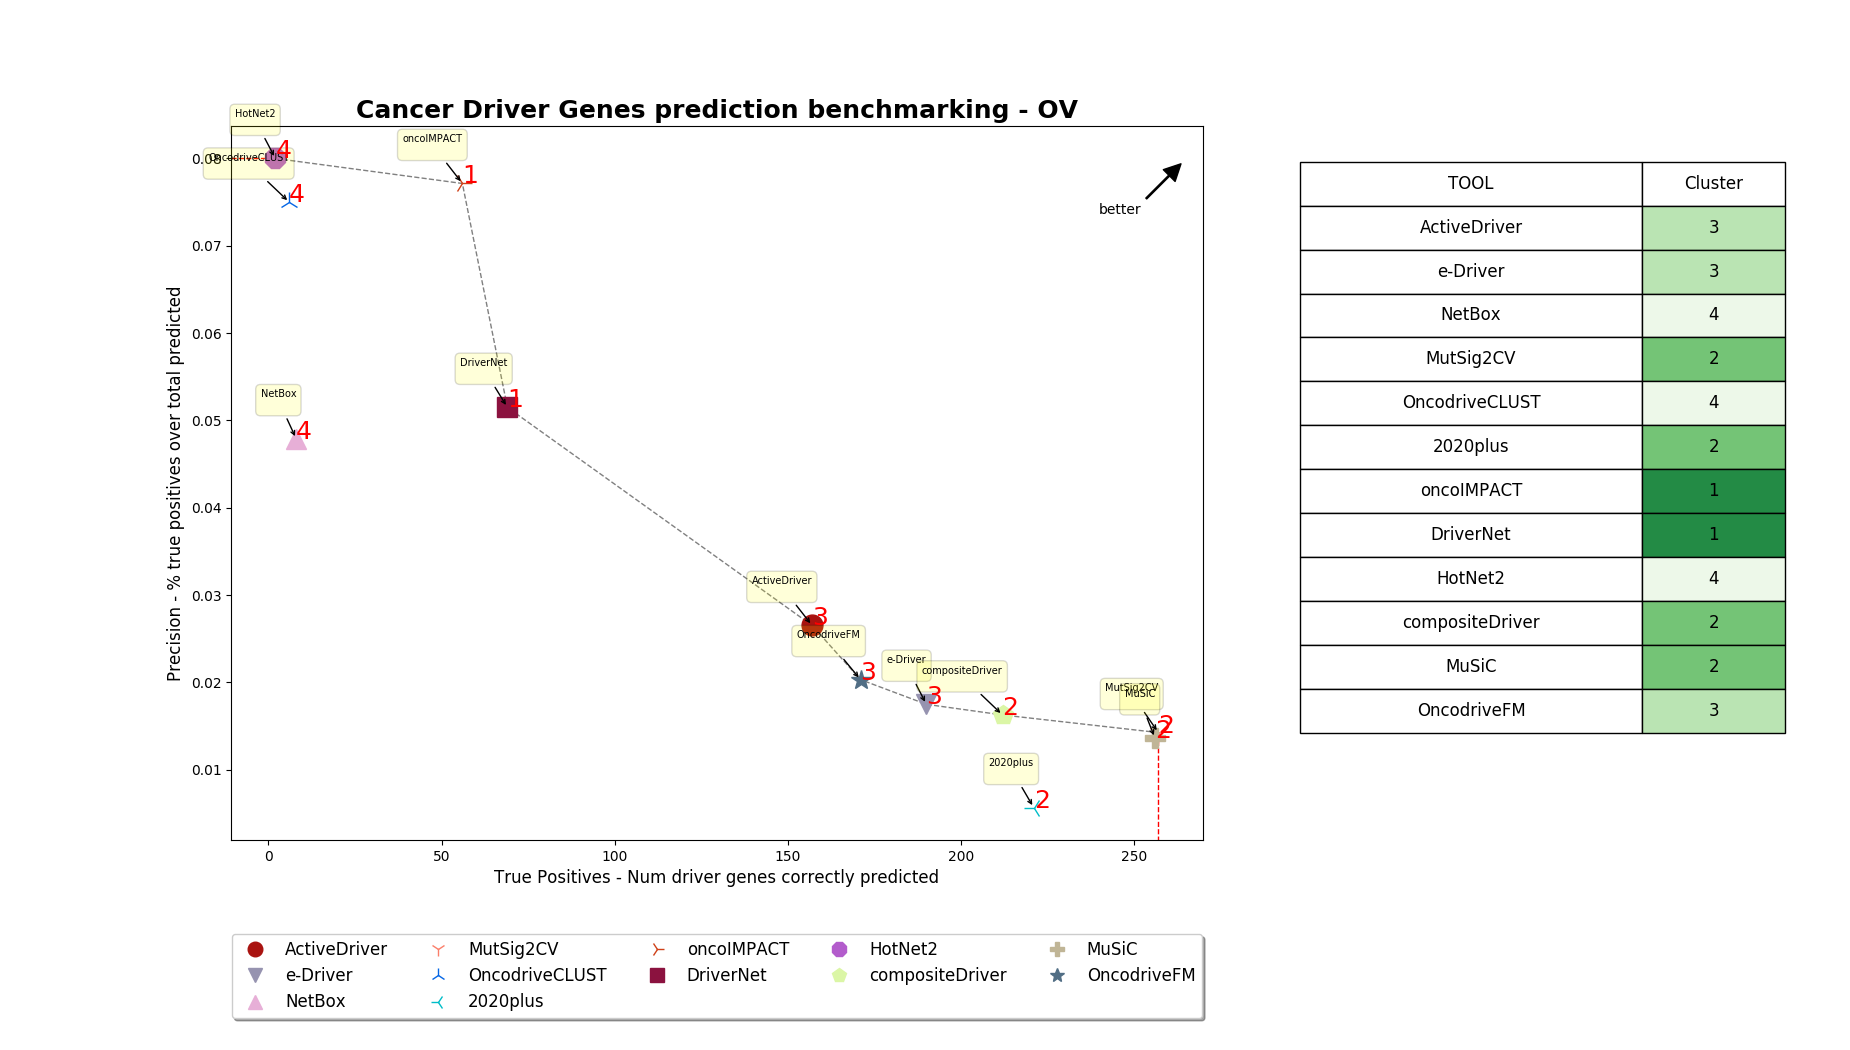 Cancer Driver Genes prediction benchmarking - OV
HotNet2
oncoIMPACT
OncodriveCLUST
DriverNet
NetBox
ActiveDriver
OncodriveFM
e-Driver
compositeDriver
MutSig2CV
MuSiC
2020plus
4
1
4
1
4
3
3
3
2
2
2
2
better
0.08
0.07
0.06
0.05
0.04
0.03
0.02
0.01
Precision - % true positives over total predicted
0 50 100 150 200 250
True Positives - Num driver genes correctly predicted
ActiveDriver MutSig2CV oncoIMPACT HotNet2 MuSiC
e-Driver OncodriveCLUST DriverNet compositeDriver OncodriveFM
NetBox 2020plus
TOOL Cluster
ActiveDriver 3
e-Driver 3
NetBox 4
MutSig2CV 2
OncodriveCLUST 4
2020plus 2
oncoIMPACT 1
DriverNet 1
HotNet2 4
compositeDriver 2
MuSiC 2
OncodriveFM 3